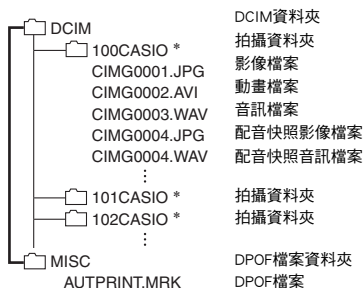 DCIM DCIM資料夾
100CASIO * 拍攝資料夾
CIMG0001.JPG 影像檔案
CIMG0002.AVI 動畫檔案
CIMG0003.WAV 音訊檔案
CIMG0004.JPG 配音快照影像檔案
CIMG0004.WAV 配音快照音訊檔案
⋮
101CASIO * 拍攝資料夾
102CASIO * 拍攝資料夾
⋮
MISC DPOF檔案資料夾
AUTPRINT.MRK DPOF檔案